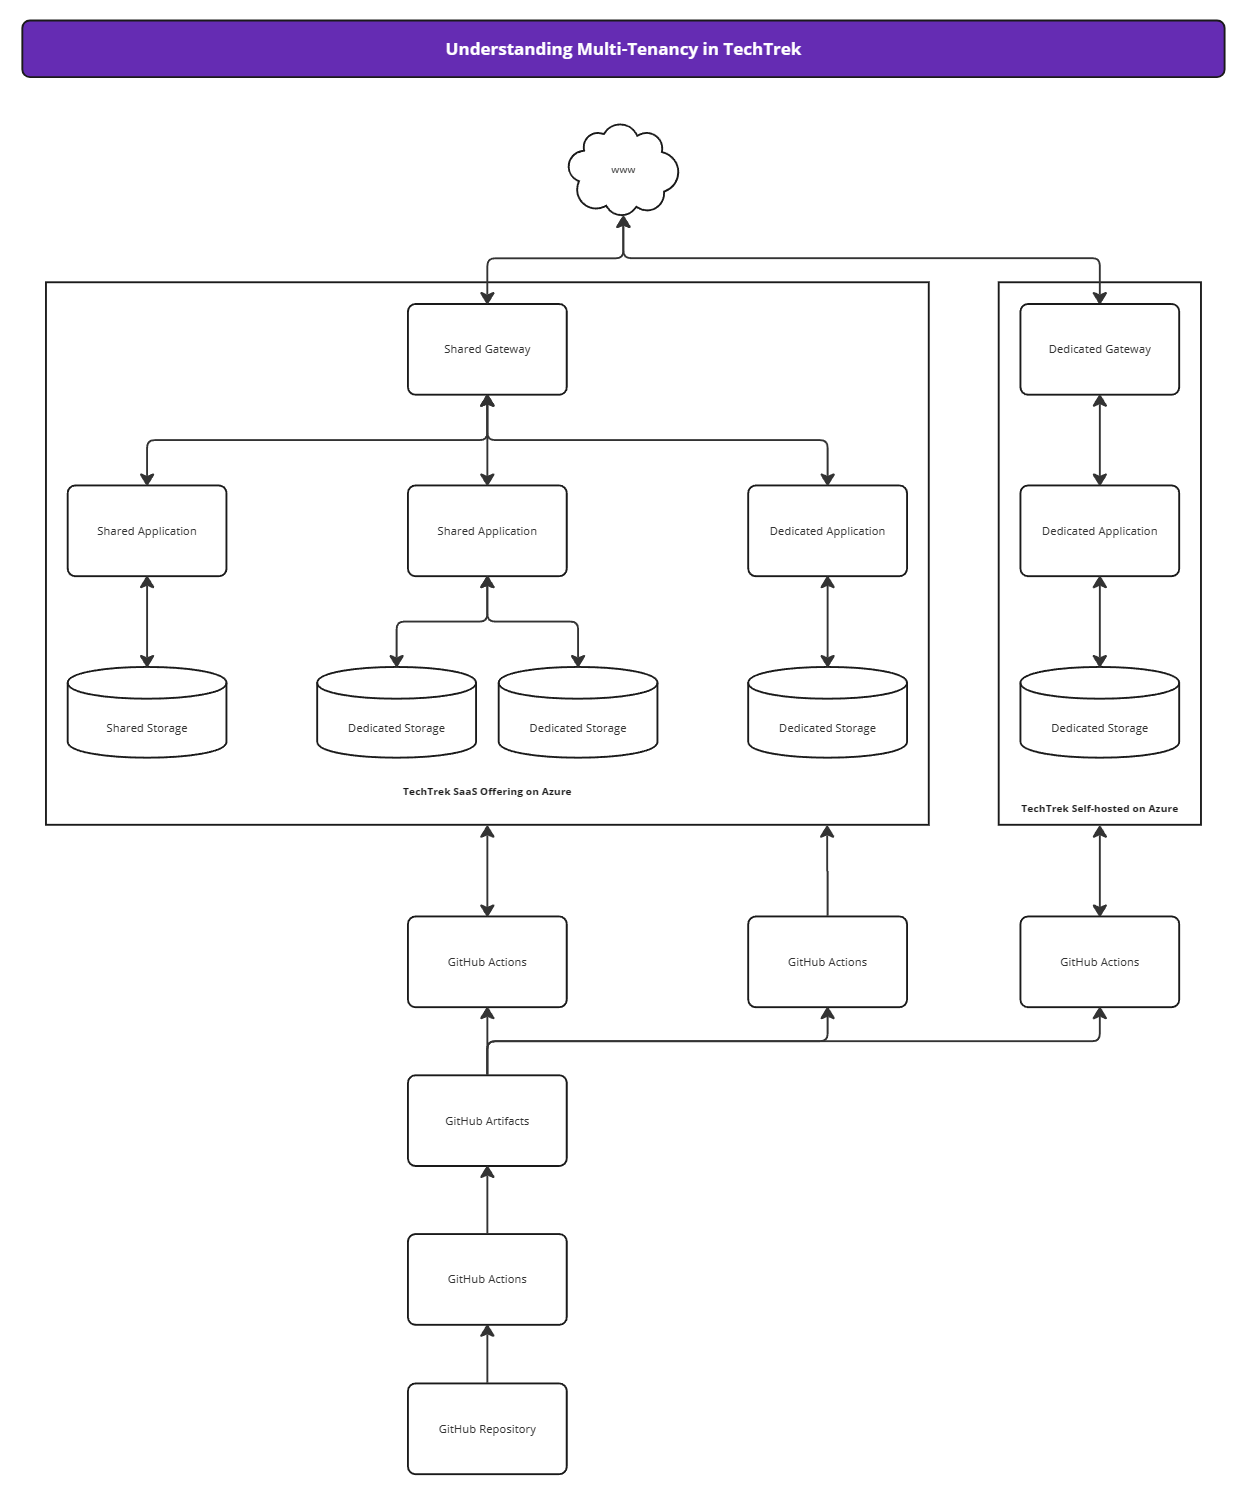 Understanding Multi-Tenancy in TechTrek
www
Shared Gateway
Dedicated Gateway
Shared Application
Shared Application
Dedicated Application
Dedicated Application
Shared Storage
Dedicated Storage
Dedicated Storage
Dedicated Storage
Dedicated Storage
TechTrek SaaS Offering on Azure
TechTrek Self-hosted on Azure
GitHub Actions
GitHub Actions
GitHub Actions
GitHub Artifacts
GitHub Actions
GitHub Repository